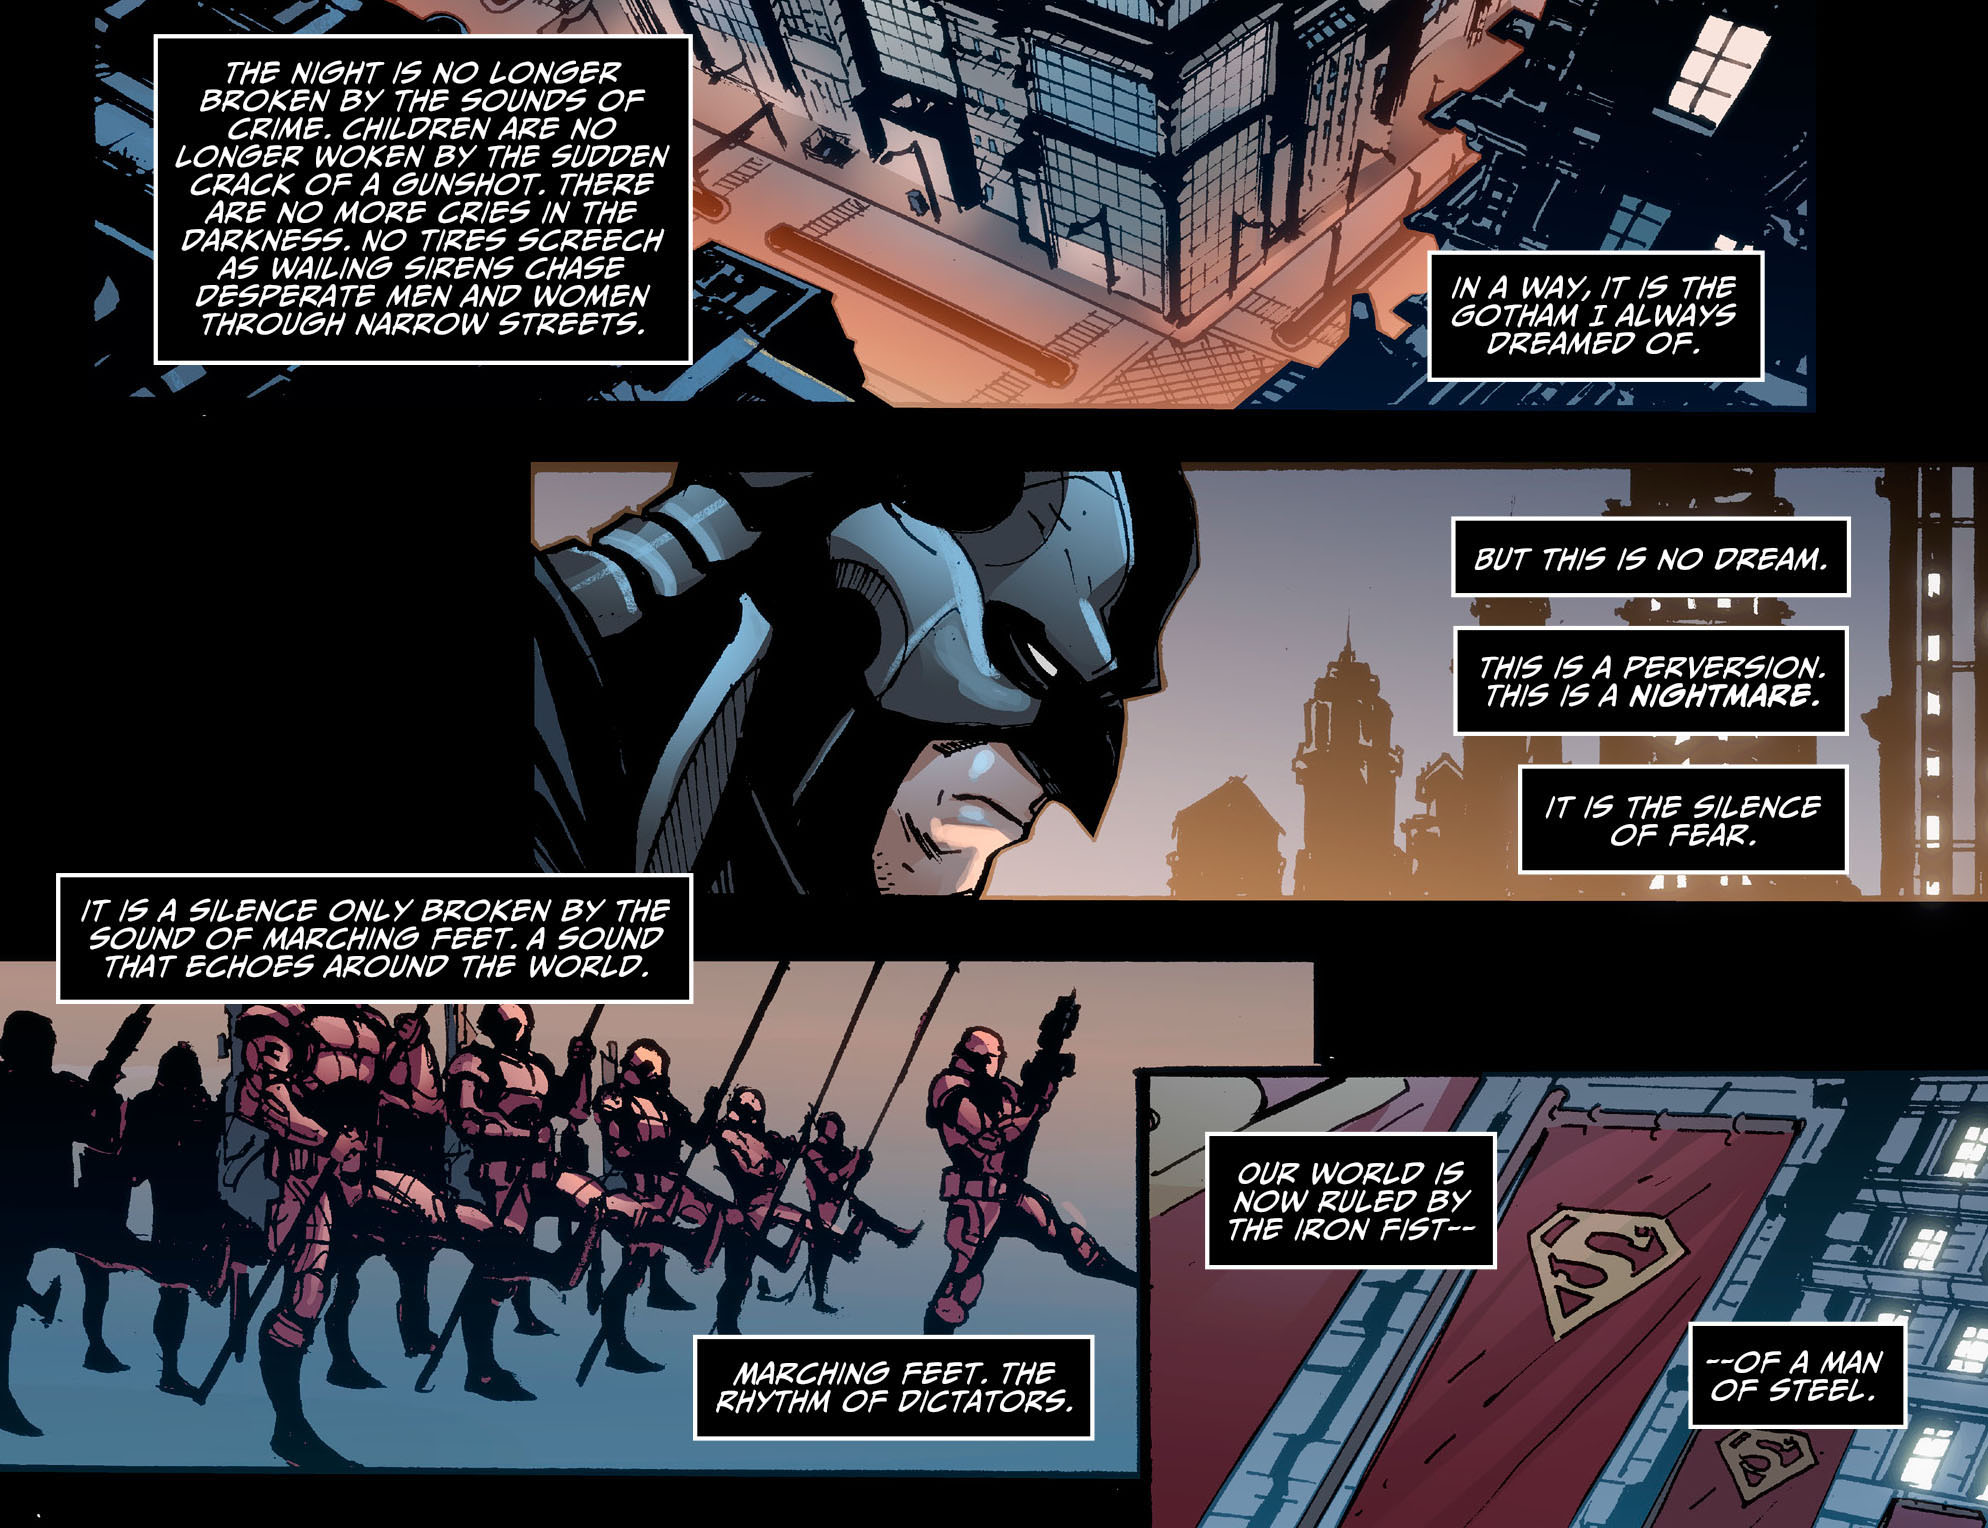 THE NIGHT IS NO LONGER
BROKEN BY THE SOUNDS OF
CRIME. CHILDREN ARE NO
LONGER WOKEN BY THE SUDDEN
CRACK OF A GUNSHOT. THERE
ARE NO MORE CRIES IN THE
DARKNESS. NO TIRES SCREECH
AS WAILING SIRENS CHASE
DESPERATE MEN AND WOMEN
THROUGH NARROW STREETS.
IN A WAY, IT IS THE
GOTHAM I ALWAYS
DREAMED OF.
BUT THIS IS NO DREAM.
THIS IS A PERVERSION.
THIS IS A NIGHTMARE.
IT IS THE SILENCE
OF FEAR.
IT IS A SILENCE ONLY BROKEN BY THE
SOUND OF MARCHING FEET. A SOUND
THAT ECHOES AROUND THE WORLD.
MARCHING FEET. THE
RHYTHM OF DICTATORS.
OUR WORLD IS
NOW RULED BY
THE IRON FIST--
S
--OF A MAN
OF STEEL.
S